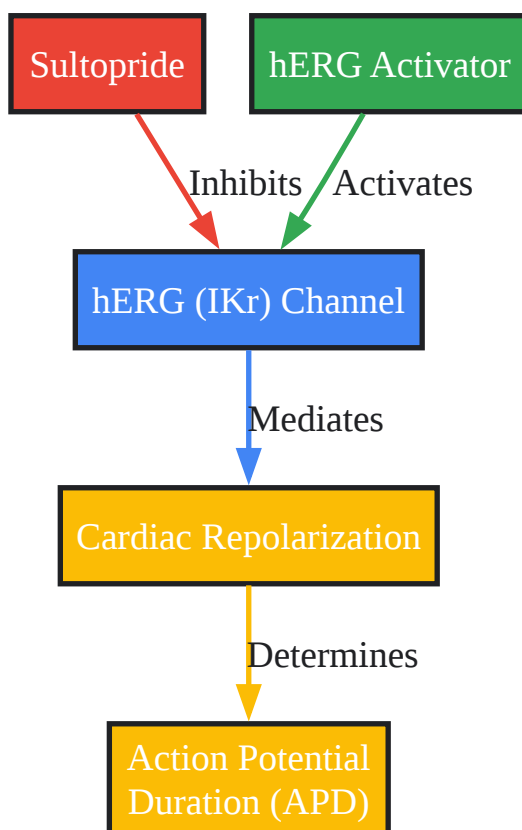 Sultopride
hERG Activator
Inhibits
Activates
hERG (IKr) Channel
Mediates
Cardiac Repolarization
Determines
Action Potential
Duration (APD)